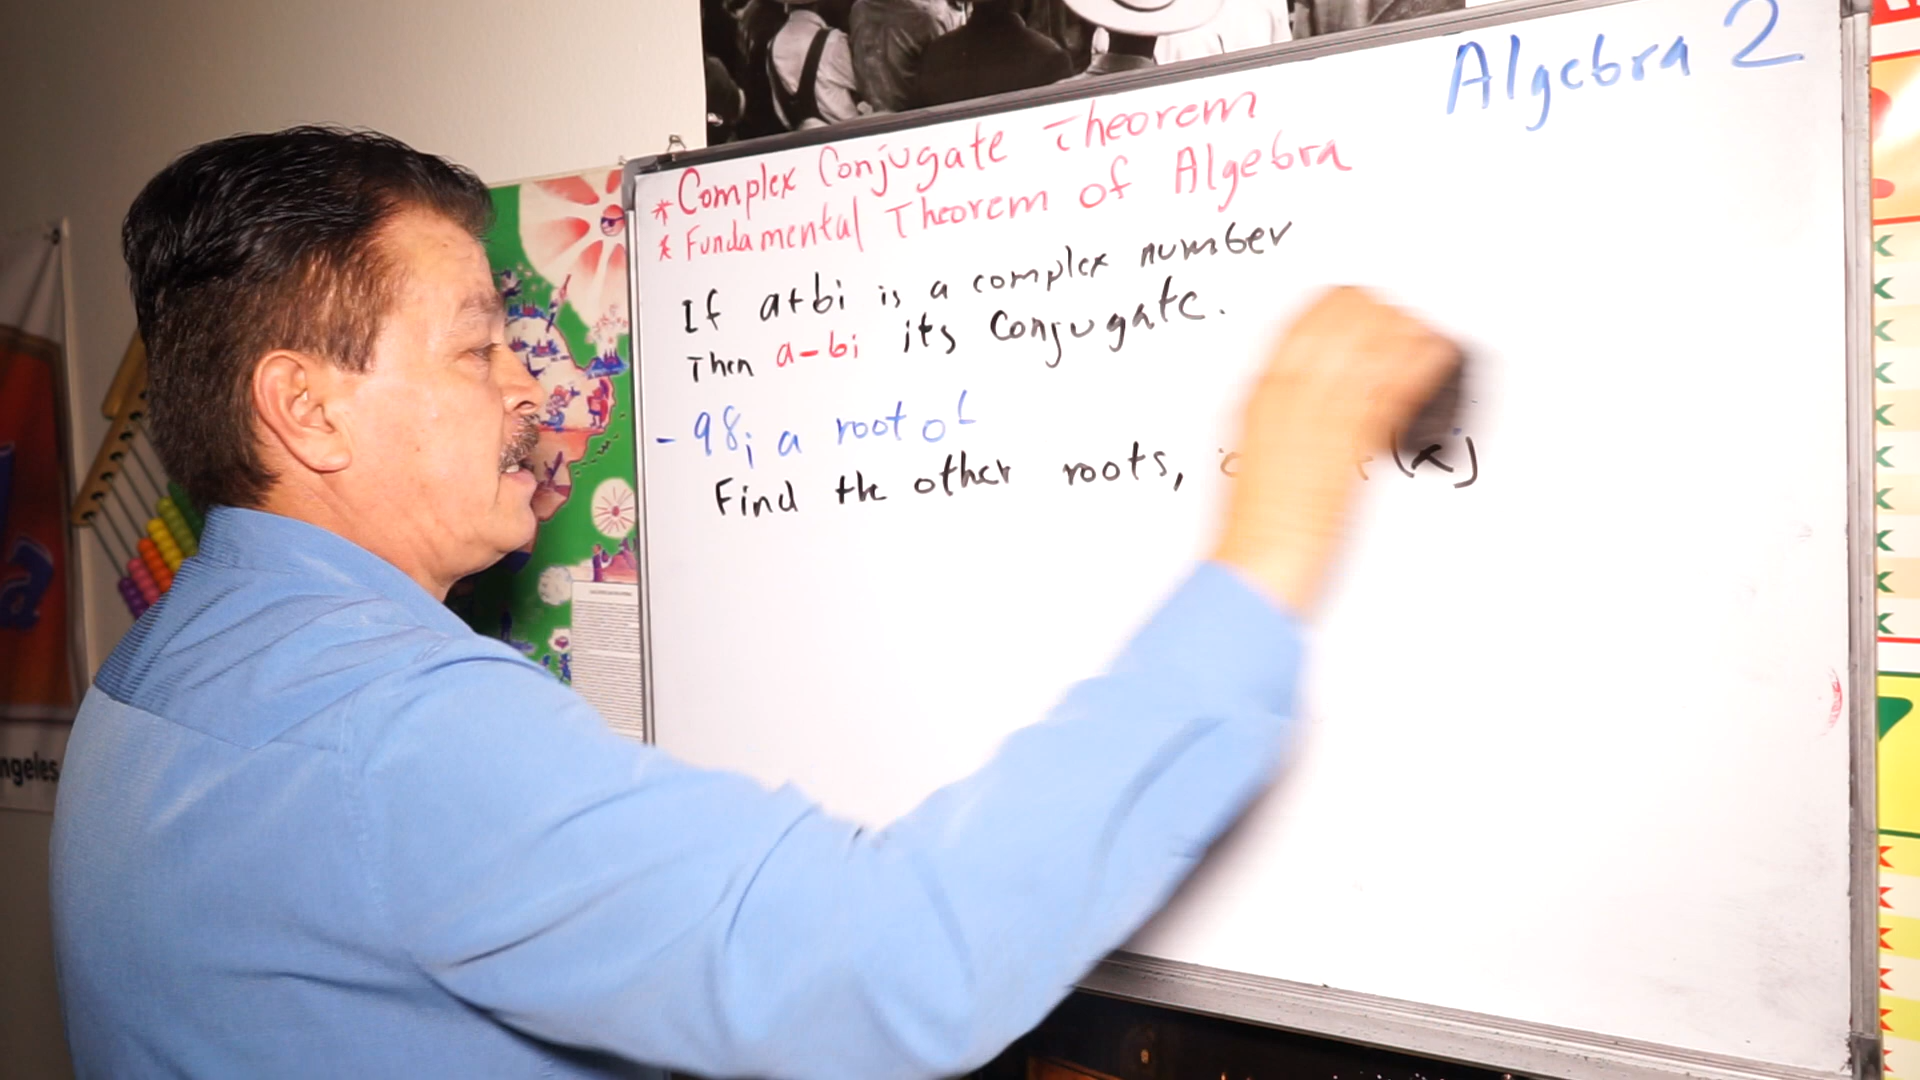 Algebra 2
* Complex Conjugate Theorem
* Fundamental Theorem of Algebra
If a+bi is a complex number
Then a-bi its Conjugate.
- 98i a root of
Find the other roots, (x)
ngeles